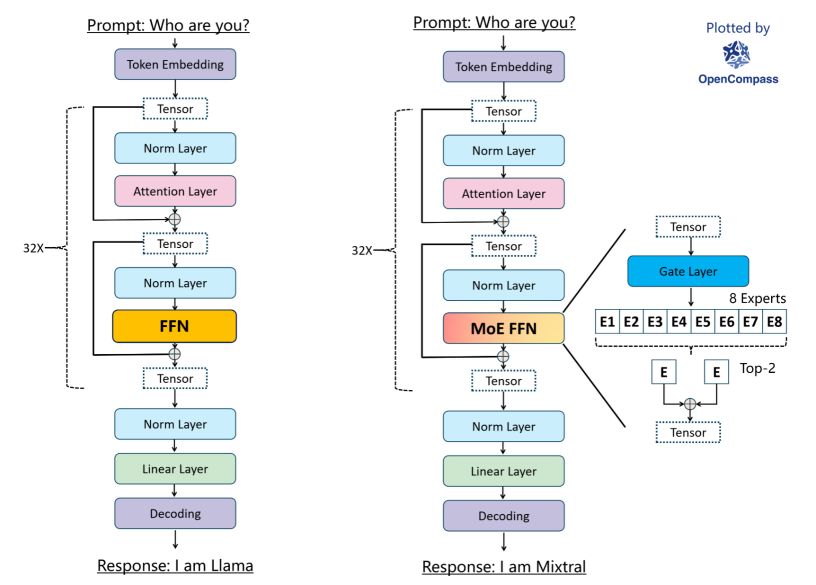 Prompt: Who are you?
Token Embedding
Tensor
Norm Layer
Attention Layer
Tensor
Norm Layer
FFN
Tensor
32X
Norm Layer
Linear Layer
Decoding
Response: I am Llama
Prompt: Who are you?
Token Embedding
Tensor
Norm Layer
Attention Layer
Tensor
Norm Layer
MoE FFN
Tensor
32X
Norm Layer
Linear Layer
Decoding
Response: I am Mixtral
Plotted by
OpenCompass
Tensor
Gate Layer
8 Experts
E1 E2 E3 E4 E5 E6 E7 E8
E E Top-2
Tensor